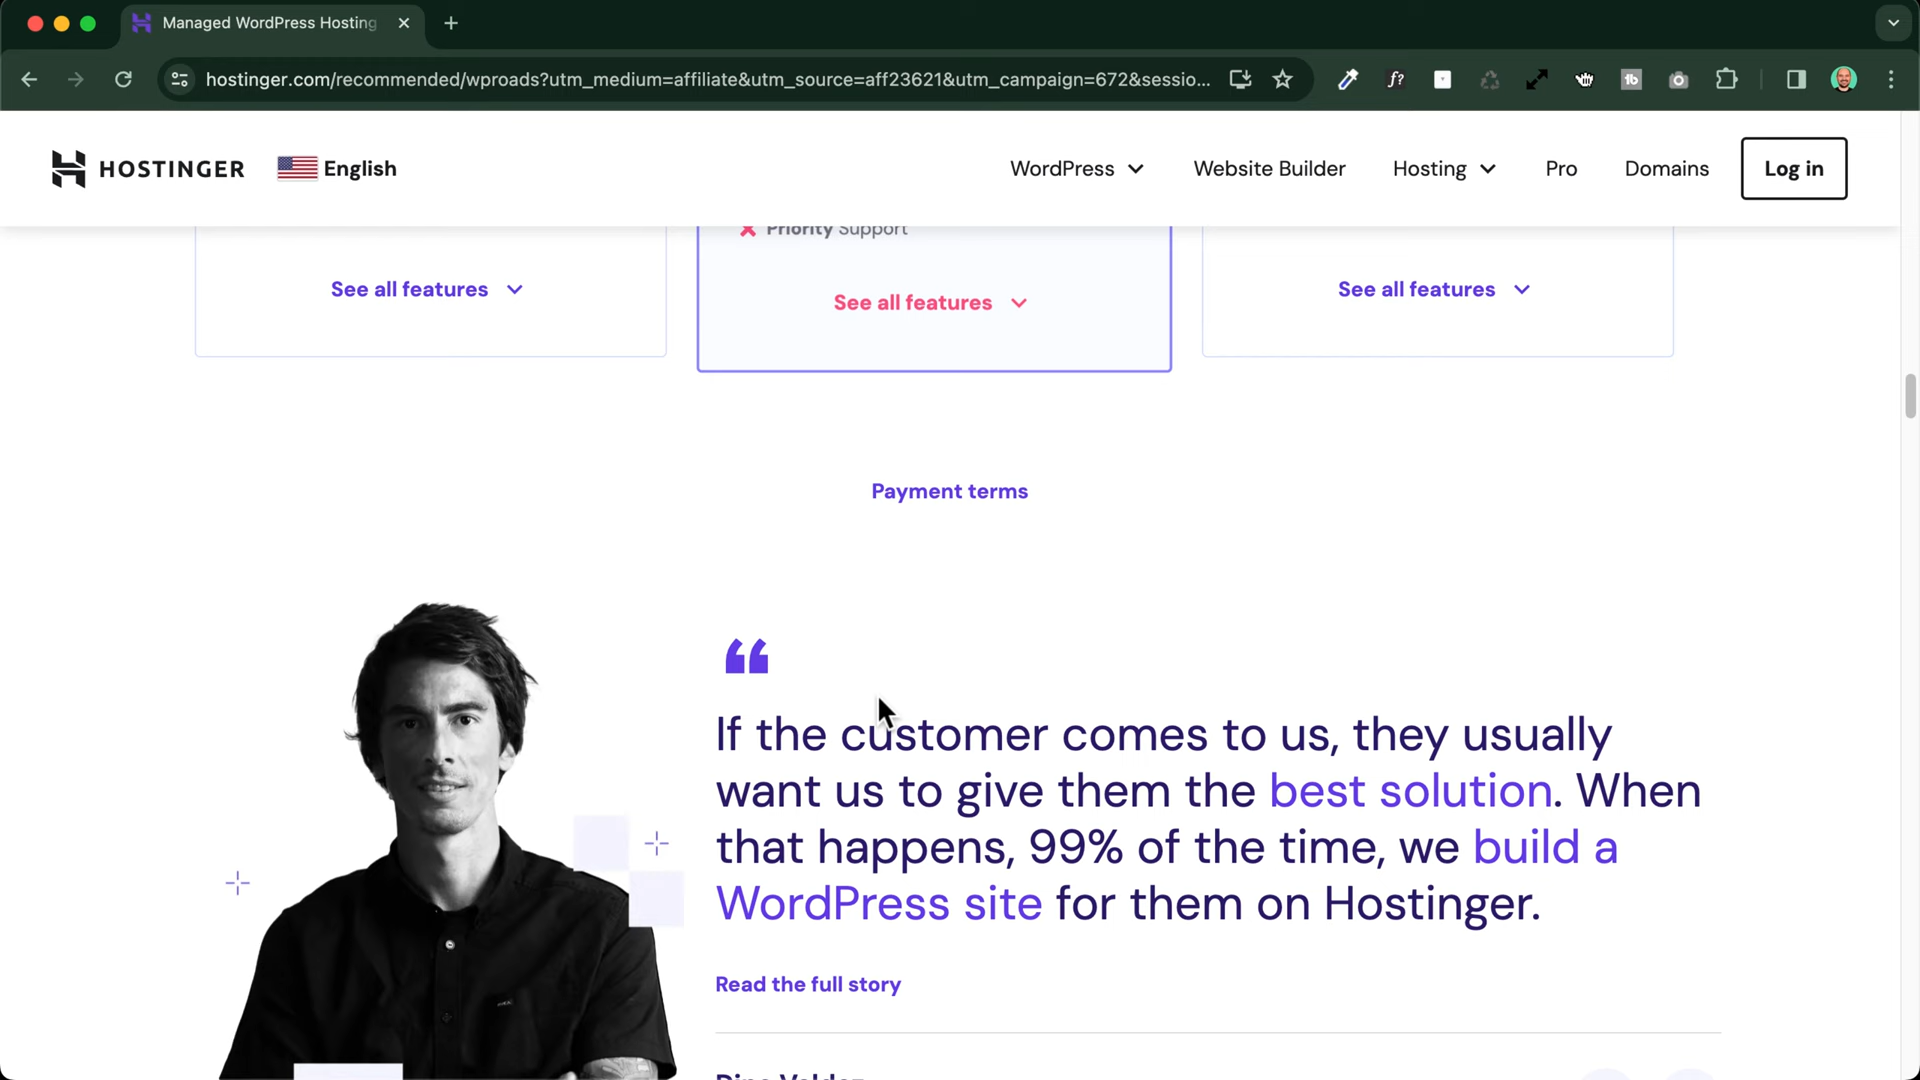 Managed WordPress Hosting
hostinger.com/recommended/wproads?utm_medium=affiliate&utm_source=aff23621&utm_campaign=672&sessio...
f?
tb
HOSTINGER
English
WordPress
Website Builder
Hosting
Pro
Domains
Log in
Priority Support
See all features
See all features
See all features
Payment terms
“
If the customer comes to us, they usually
want us to give them the best solution. When
that happens, 99% of the time, we build a
WordPress site for them on Hostinger.
Read the full story